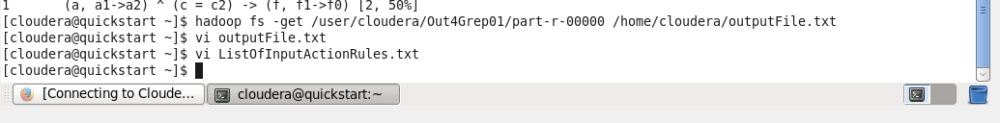 1       (a, a1->a2) ^ (c = c2) -> (f, f1->f0) [2, 50%]
[cloudera@quickstart ~]$ hadoop fs -get /user/cloudera/Out4Grep01/part-r-00000 /home/cloudera/outputFile.txt
[cloudera@quickstart ~]$ vi outputFile.txt
[cloudera@quickstart ~]$ vi ListOfInputActionRules.txt
[cloudera@quickstart ~]$
[Connecting to Cloude... cloudera@quickstart:~